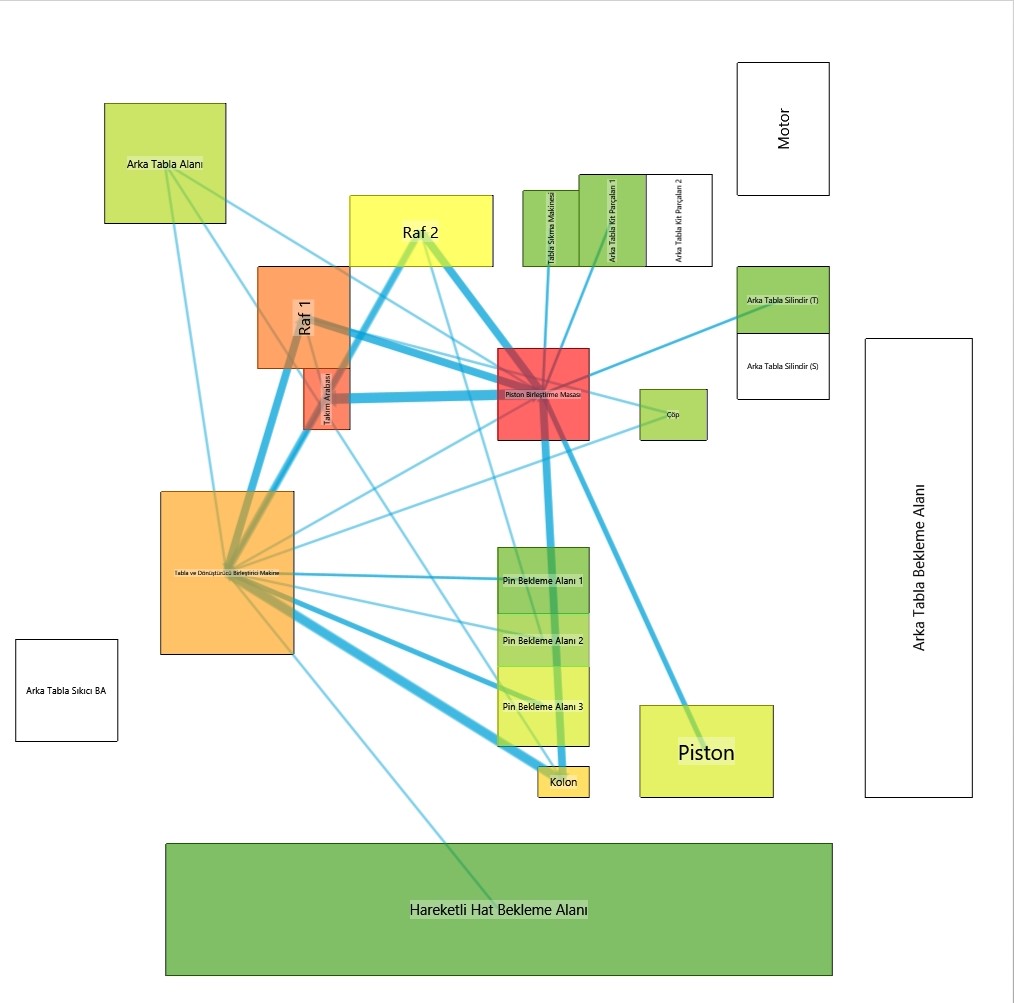 Motor
Arka Tabla Alanı
Raf 2
Tabla Sıkma Makinesi
Arka Tabla Kit Parçaları 1
Arka Tabla Kit Parçaları 2
Raf 1
Arka Tabla Silindir (T)
Arka Tabla Silindir (S)
Takım Arabası
Piston Birleştirme Masası
Çöp
Arka Tabla Bekleme Alanı
Tabla ve Dönüştürücü Birleştirici Makine
Pin Bekleme Alanı 1
Pin Bekleme Alanı 2
Arka Tabla Sıkıcı BA
Pin Bekleme Alanı 3
Piston
Kolon
Hareketli Hat Bekleme Alanı